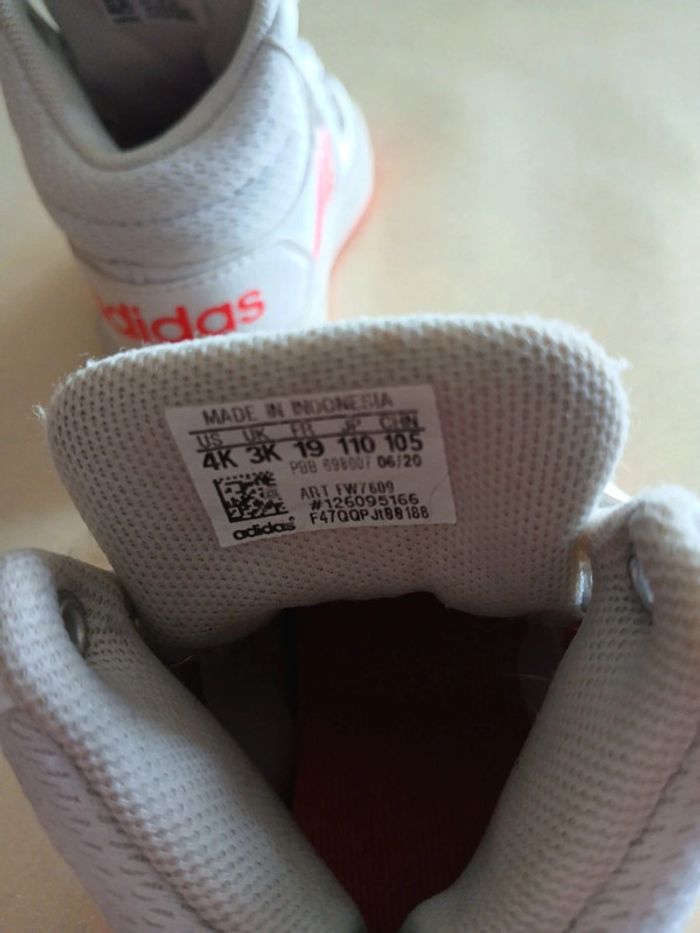 adidas
MADE IN INDONESIA
US UK FR JP CHN
4K 3K 19 110 105
PBB 698007 06/20
ART FW7609
#126095166
F47QQPJt88188
adidas